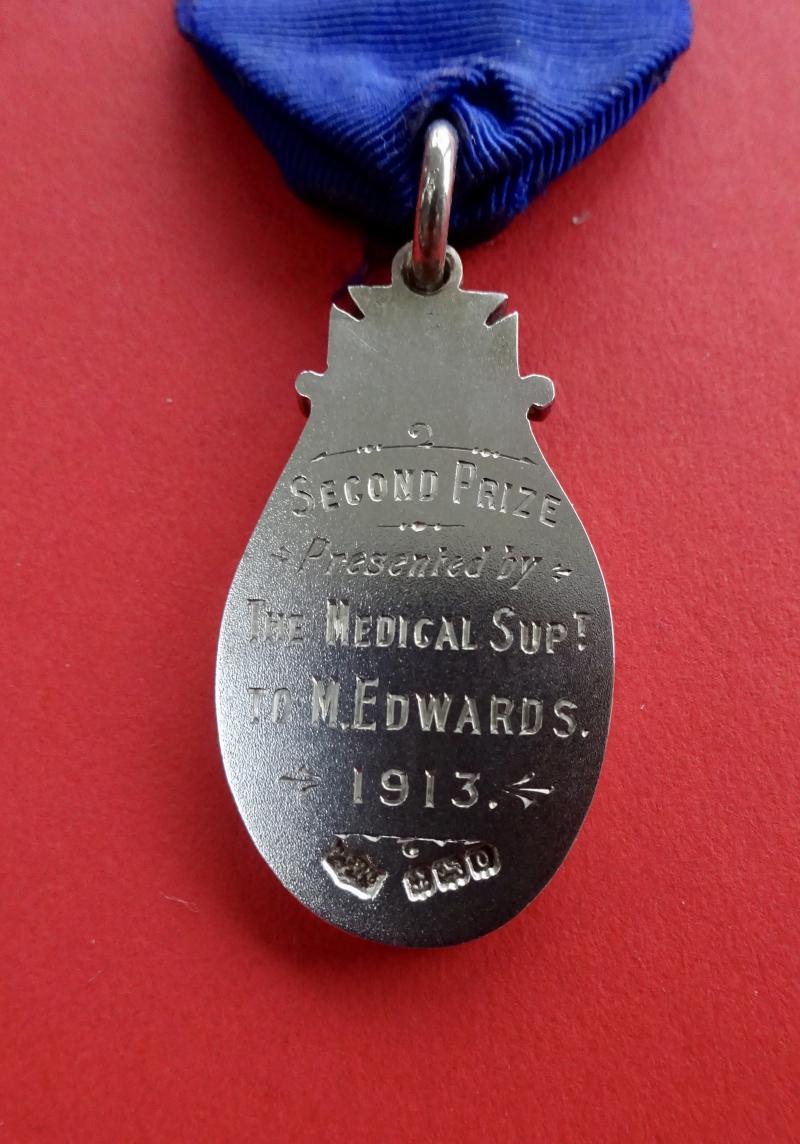 SECOND PRIZE
Presented by
THE MEDICAL SUPT
TO M. EDWARDS.
1913.